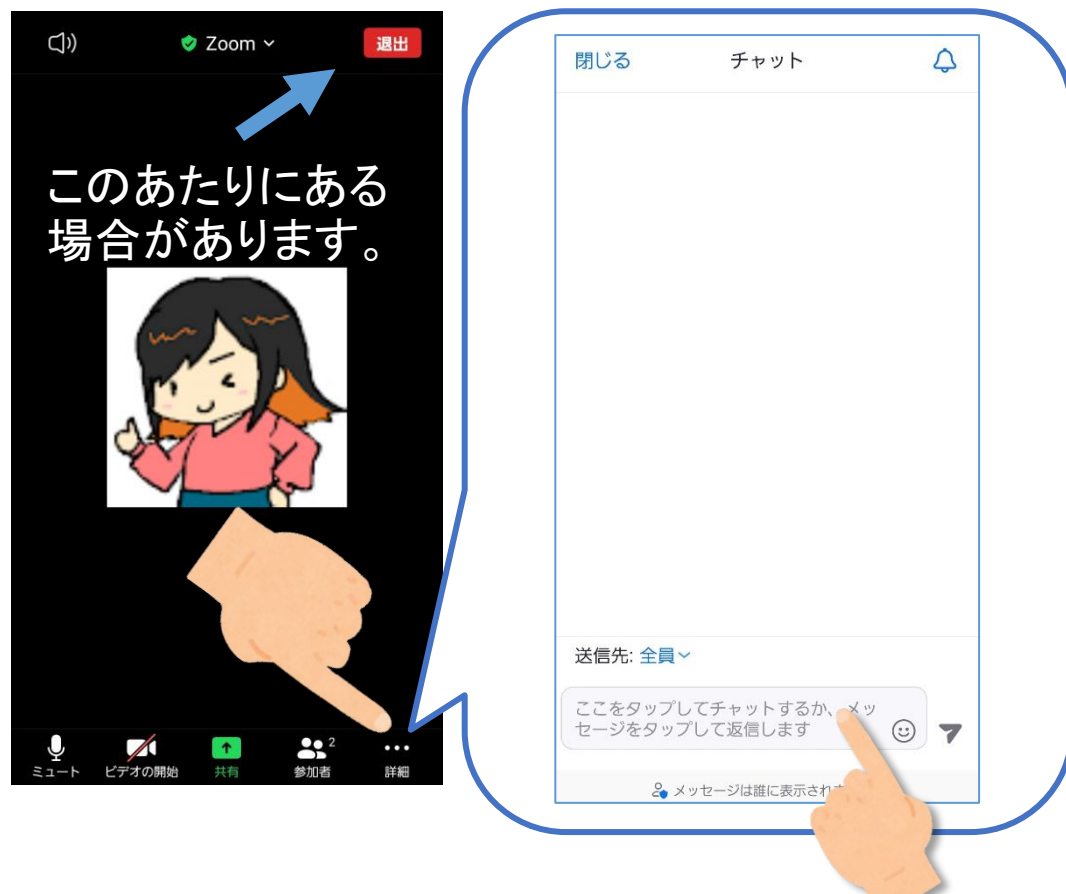 Zoom
退出
このあたりにある
場合があります。
ミュート
ビデオの開始
共有
参加者
2
詳細
閉じる
チャット
送信先: 全員
ここをタップしてチャットするか、メッ
セージをタップして返信します
メッセージは誰に表示されま